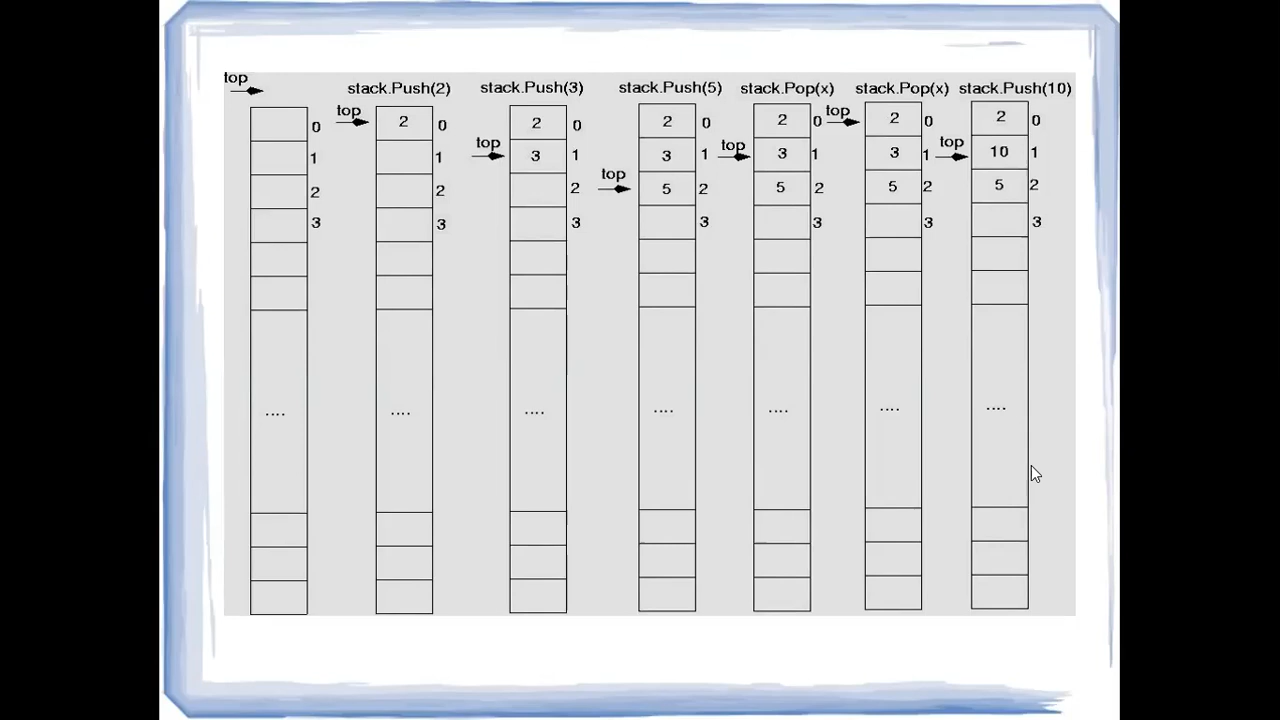 top
stack.Push(2) stack.Push(3) stack.Push(5) stack.Pop(x) stack.Pop(x) stack.Push(10)
top 2 0 2 0 2 0 2 0 top 2 0 2 0
0
1 1 top 3 1 3 1 top 3 1 3 1 top 10 1
2 2 2 top 5 2 5 2 5 2 5 2
3 3 3 3 3 3 3
.... .... .... .... .... .... ....